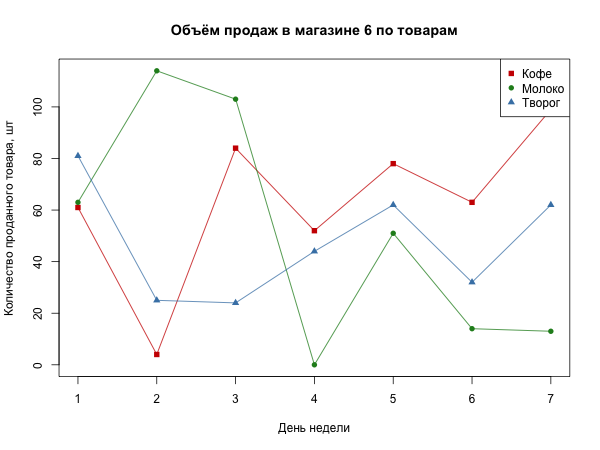 Объём продаж в магазине 6 по товарам
Кофе
Молоко
Творог
Количество проданного товара, шт
100
80
60
40
20
0
1 2 3 4 5 6 7
День недели